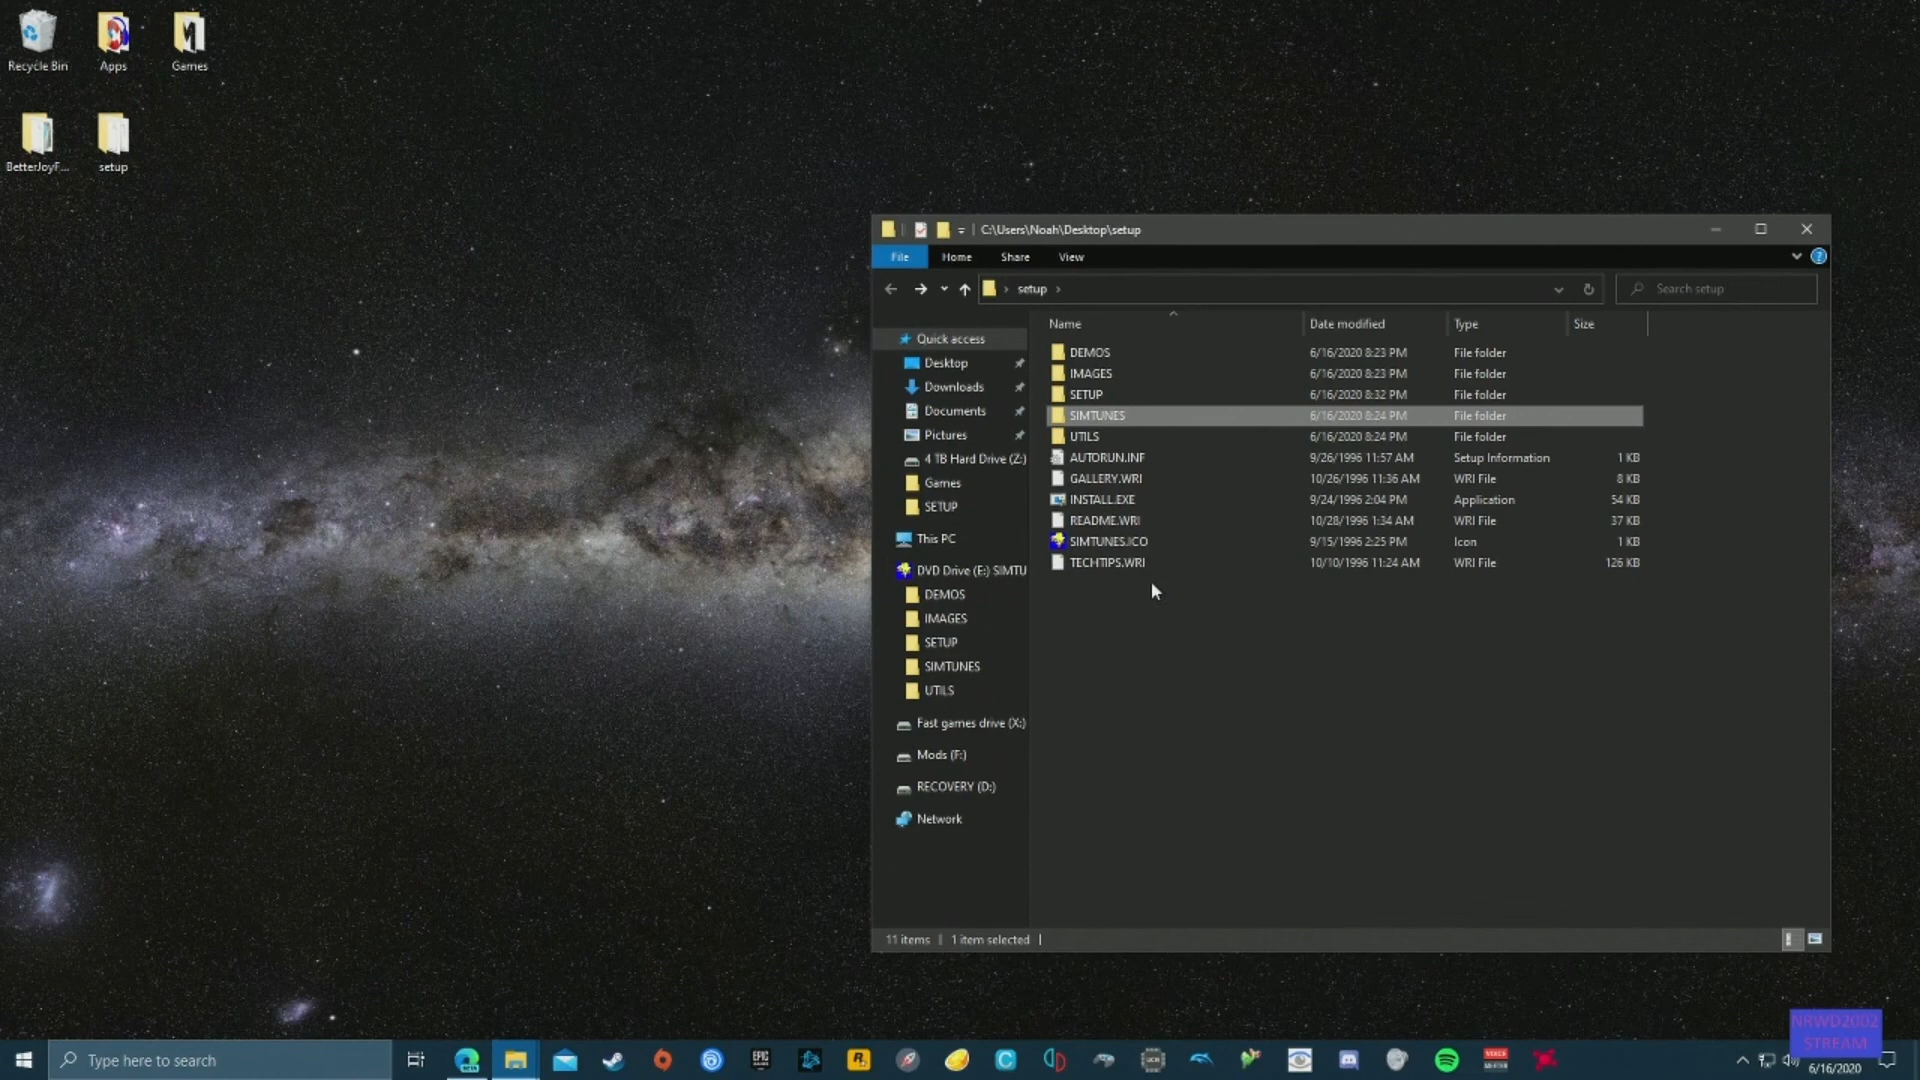 Recycle Bin
Apps
Games
BetterJoyF...
setup
C:\Users\Noah\Desktop\setup
File Home Share View
setup
Search setup
Name Date modified Type Size
Quick access
Desktop
Downloads
Documents
Pictures
4 TB Hard Drive (Z:)
Games
SETUP
This PC
DVD Drive (E:) SIMTU
DEMOS
IMAGES
SETUP
SIMTUNES
UTILS
Fast games drive (X:)
Mods (F:)
RECOVERY (D:)
Network
DEMOS 6/16/2020 8:23 PM File folder
IMAGES 6/16/2020 8:23 PM File folder
SETUP 6/16/2020 8:32 PM File folder
SIMTUNES 6/16/2020 8:24 PM File folder
UTILS 6/16/2020 8:24 PM File folder
AUTORUN.INF 9/26/1996 11:57 AM Setup Information 1 KB
GALLERY.WRI 10/26/1996 11:36 AM WRI File 8 KB
INSTALL.EXE 9/24/1996 2:04 PM Application 54 KB
README.WRI 10/28/1996 1:34 AM WRI File 37 KB
SIMTUNES.ICO 9/15/1996 2:25 PM Icon 1 KB
TECHTIPS.WRI 10/10/1996 11:24 AM WRI File 126 KB
11 items 1 item selected
NRWD2002
STREAM
Type here to search
EPIC
6/16/2020